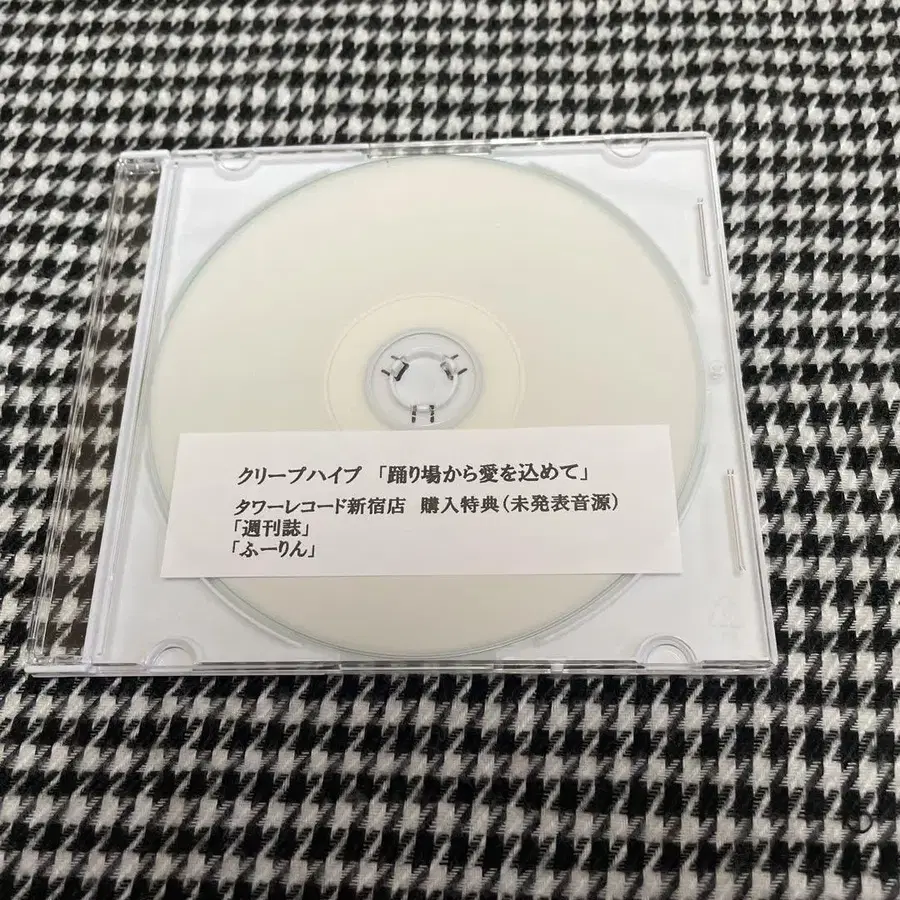 クリープハイプ 「踊り場から愛を込めて」
タワーレコード新宿店 購入特典(未発表音源)
「週刊誌」
「ふーりん」